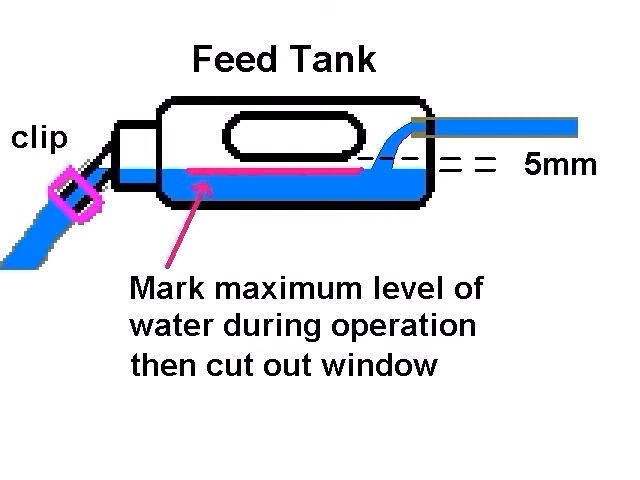 Feed Tank
clip
5mm
Mark maximum level of
water during operation
then cut out window